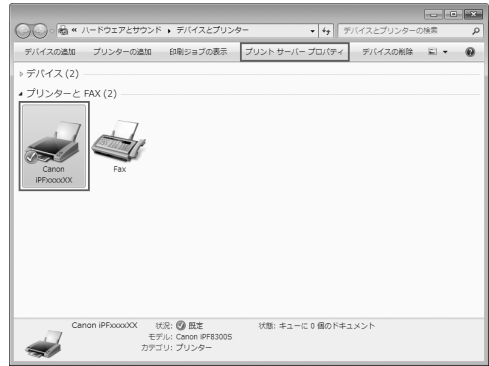 « ハードウェアとサウンド ▸ デバイスとプリンター
デバイスとプリンターの検索
デバイスの追加 プリンターの追加 印刷ジョブの表示 プリント サーバー プロパティ デバイスの削除
デバイス (2)
プリンターと FAX (2)
Canon
iPFxxxxXX
Fax
Canon iPFxxxxXX 状況: 既定 状態: キューに 0 個のドキュメント
モデル: Canon iPF8300S
カテゴリ: プリンター